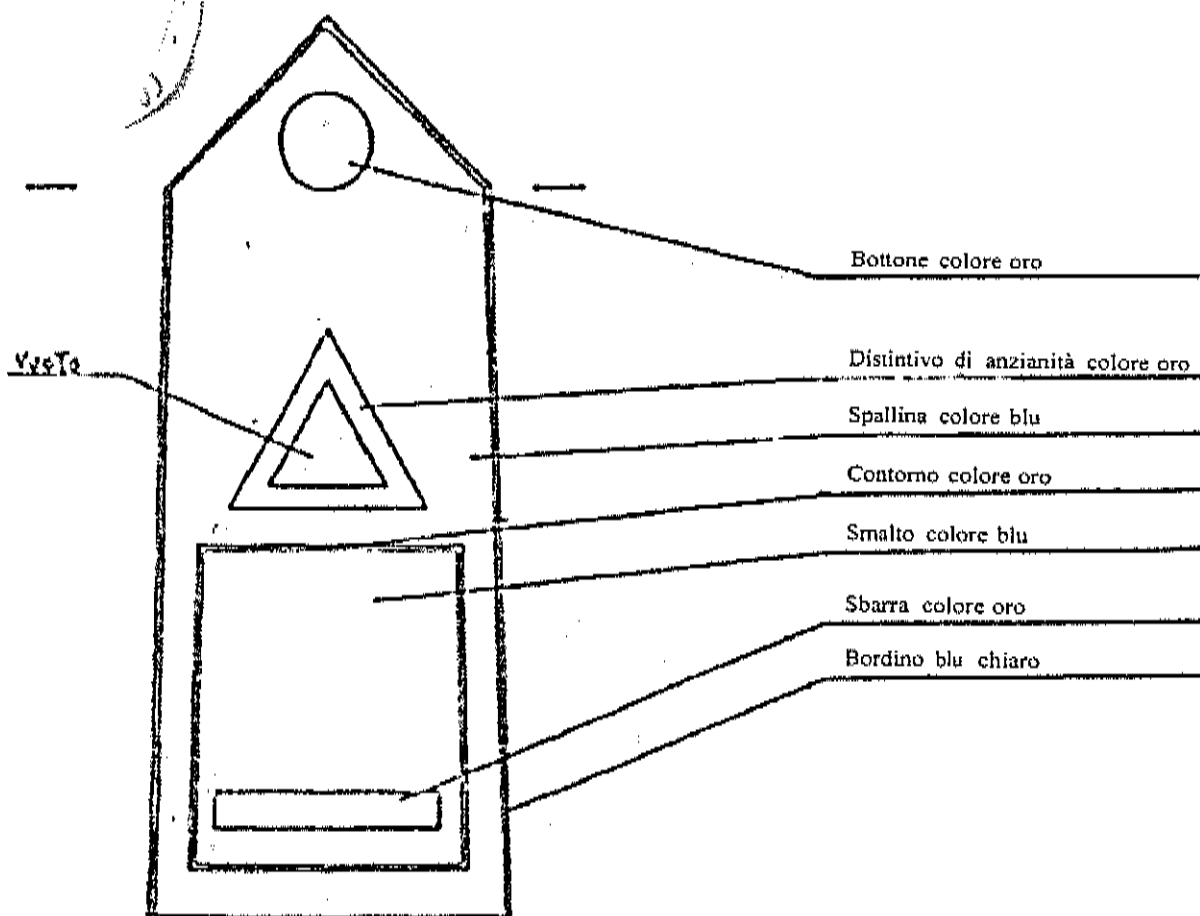 Bottone colore oro
Vuoto
Distintivo di anzianità colore oro
Spallina colore blu
Contorno colore oro
Smalto colore blu
Sbarra colore oro
Bordino blu chiaro